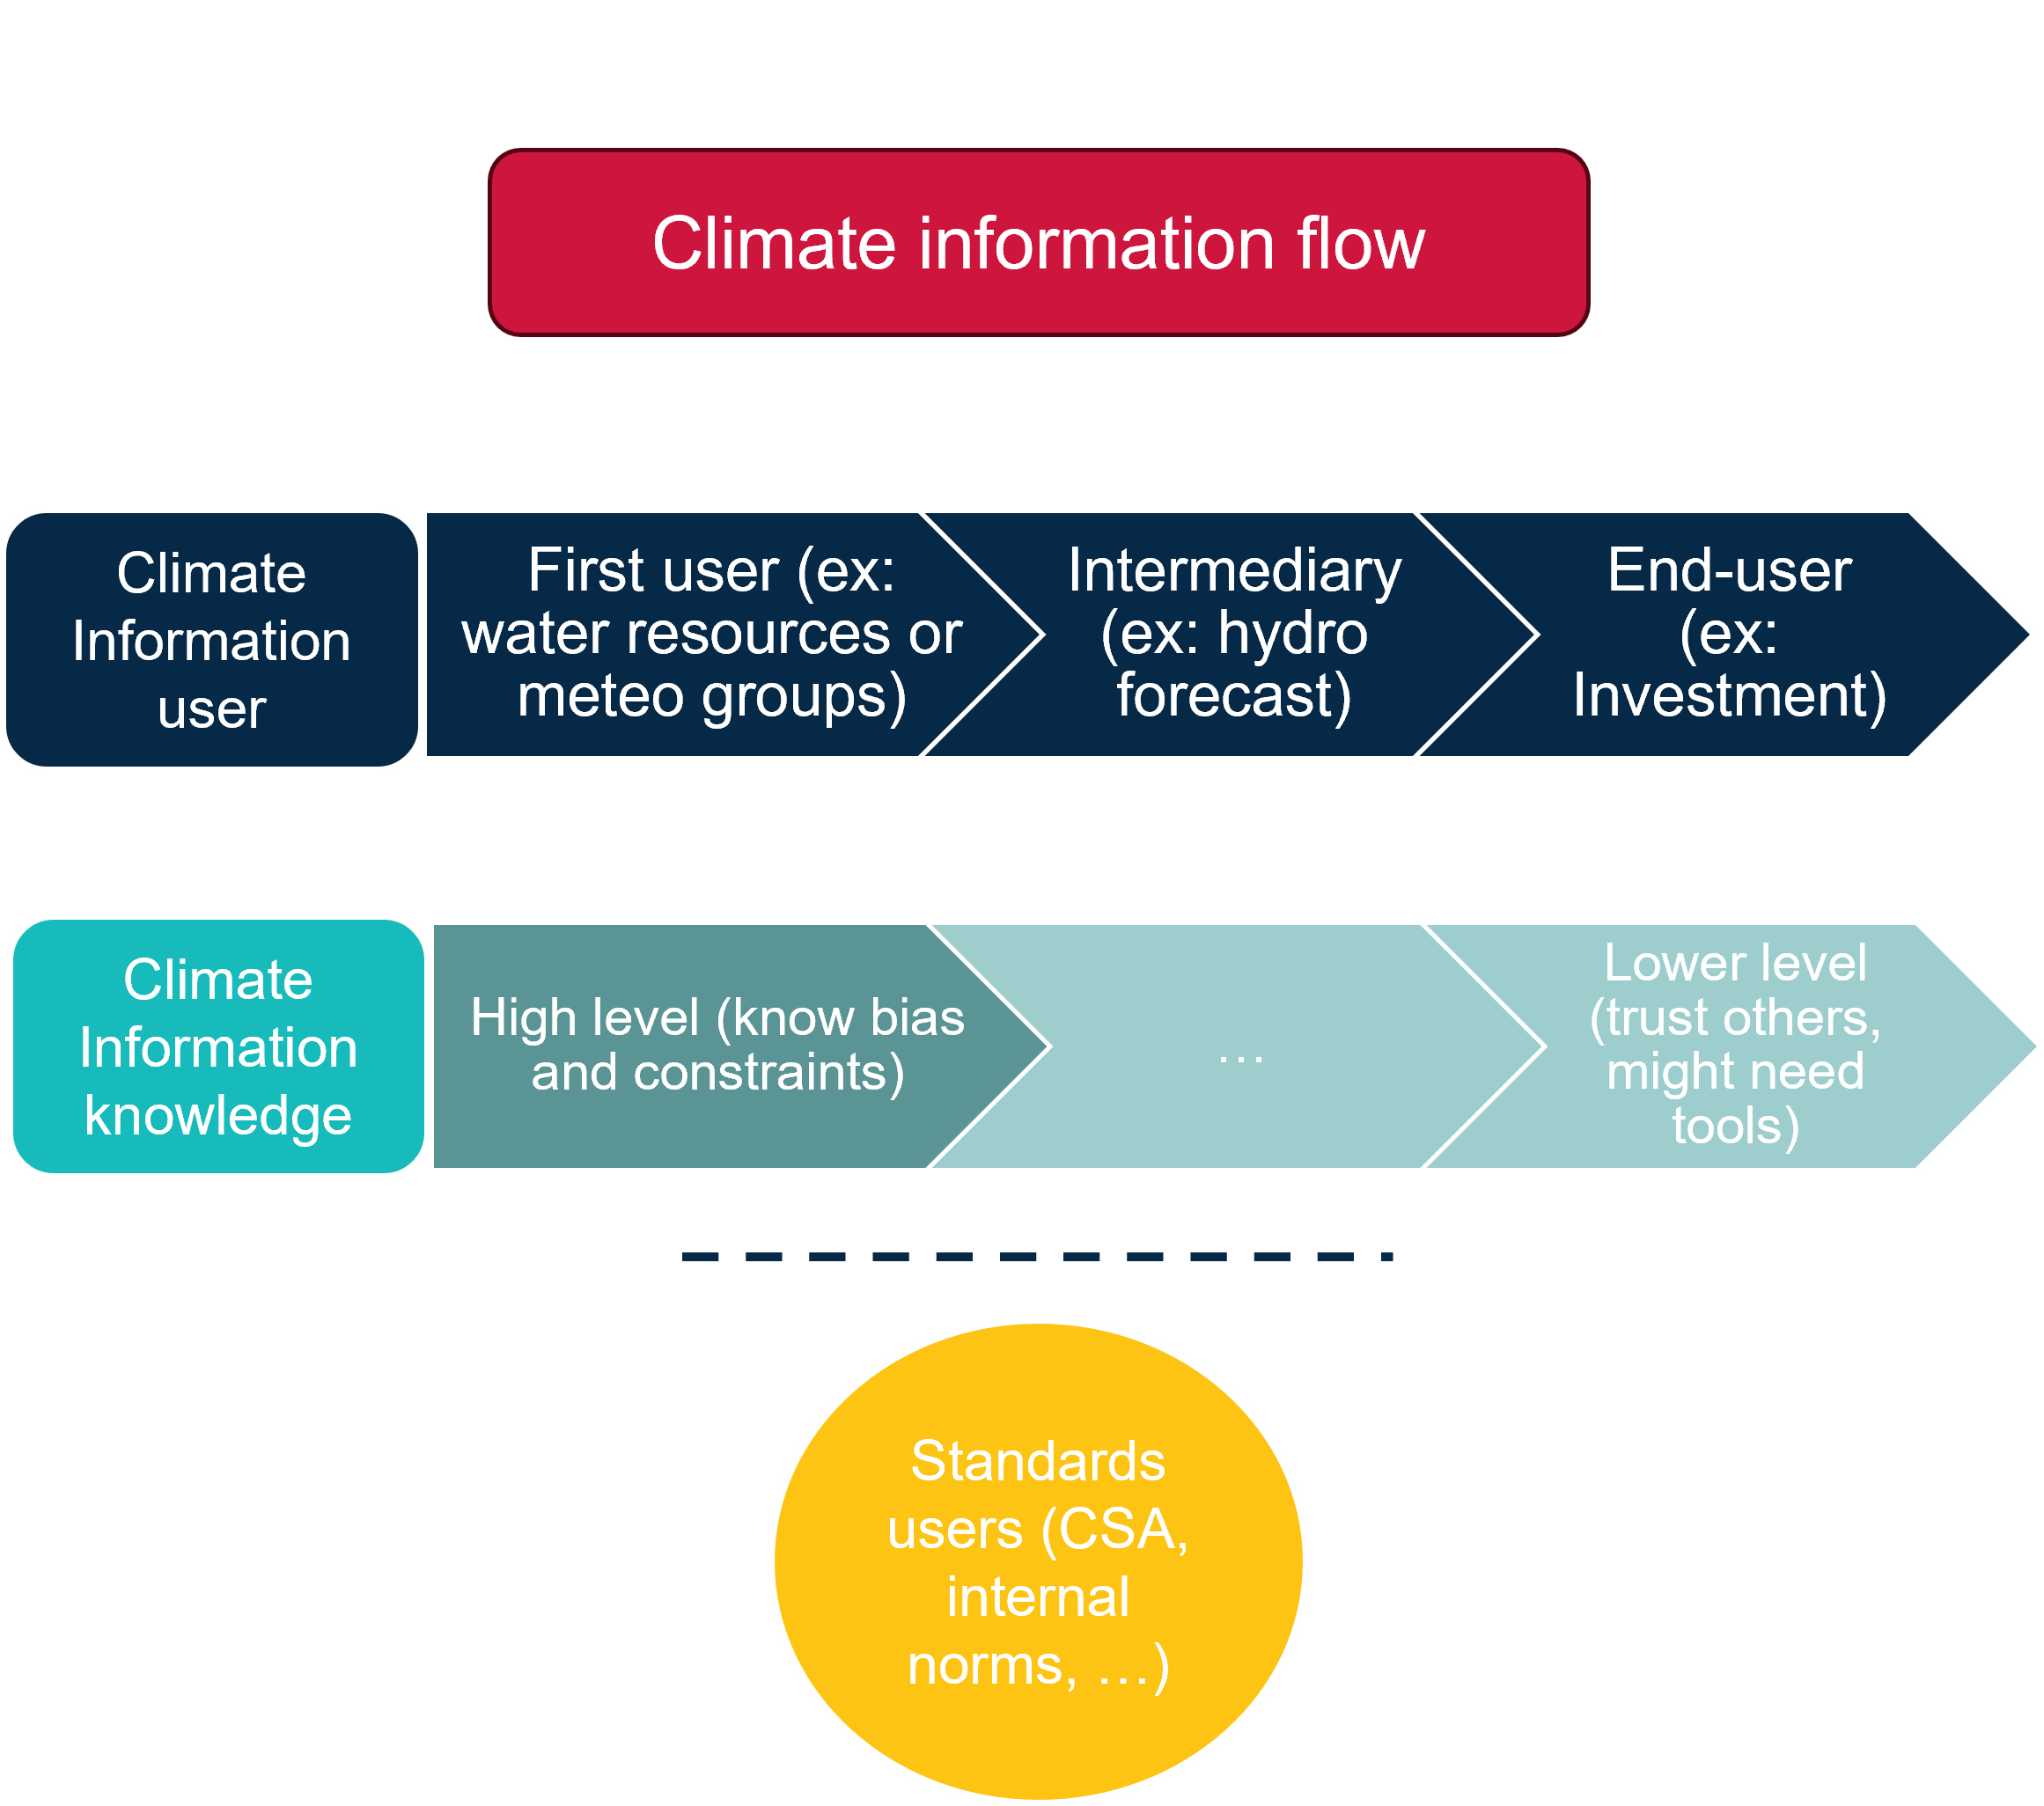 Climate information flow
Climate
Information
user
First user (ex:
water resources or
meteo groups)
Intermediary
(ex: hydro
forecast)
End-user
(ex:
Investment)
Climate
Information
knowledge
High level (know bias
and constraints)
...
Lower level
(trust others,
might need
tools)
Standards
users (CSA,
internal
norms, ...)